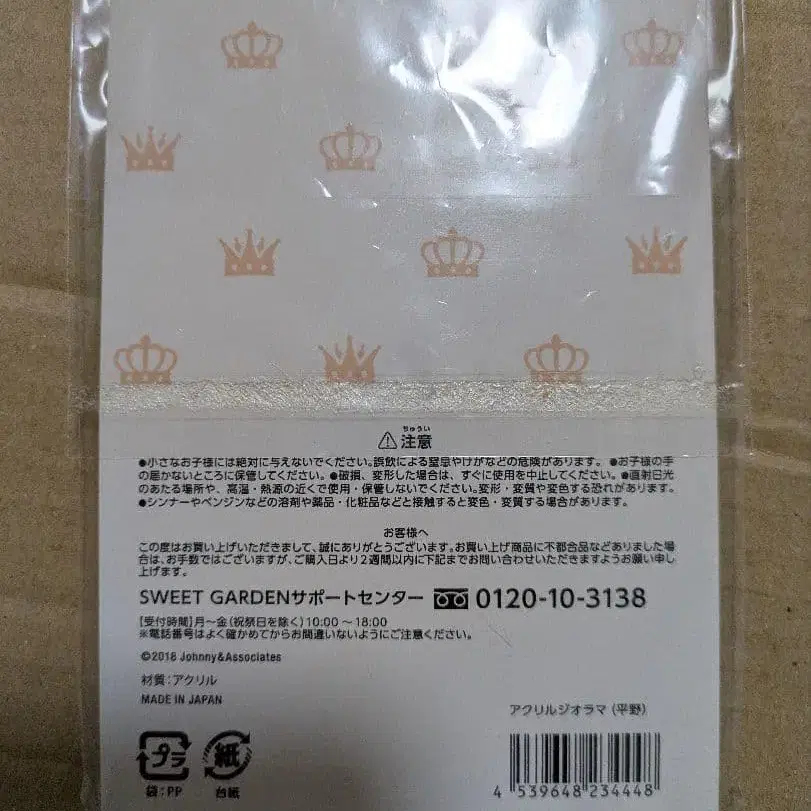 ちゅうい
⚠注意
●小さなお子様には絶対に与えないでください。誤飲による窒息やけがなどの危険があります。 ●お子様の手
の届かないところに保管してください。●破損、変形した場合は、すぐに使用を中止してください。●直射日光
のあたる場所や、高温・熱源の近くで使用・保管しないでください。変形・変質や変色する恐れがあります。
●シンナーやベンジンなどの溶剤や薬品・化粧品などと接触すると変色・変質する場合があります。
お客様へ
この度はお買い上げいただきまして、誠にありがとうございます。お買い上げ商品に不都合品などありました場
合は、お手数ではございますが、ご購入日より2週間以内に下記までお問い合わせいただきますようお願い申し
上げます。
SWEET GARDENサポートセンター 0120-10-3138
【受付時間】月~金(祝祭日を除く)10:00~18:00
※電話番号はよく確かめてからお間違いないようにご注意ください。
©2018 Johnny&Associates
材質:アクリル
MADE IN JAPAN
アクリルジオラマ(平野)
プラ
袋:PP
紙
台紙
4 539648 234448